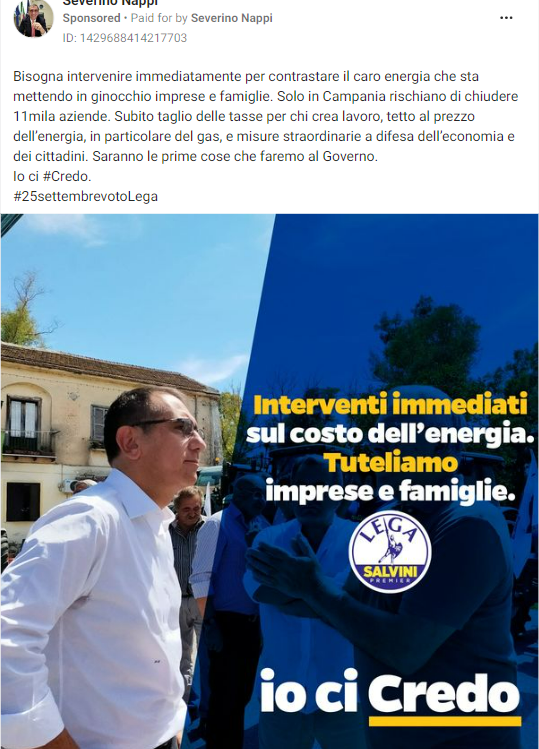 Severino Nappi
Sponsored • Paid for by Severino Nappi
ID: 1429688414217703
Bisogna intervenire immediatamente per contrastare il caro energia che sta
mettendo in ginocchio imprese e famiglie. Solo in Campania rischiano di chiudere
11mila aziende. Subito taglio delle tasse per chi crea lavoro, tetto al prezzo
dell'energia, in particolare del gas, e misure straordinarie a difesa dell'economia e
dei cittadini. Saranno le prime cose che faremo al Governo.
Io ci #Credo.
#25settembrevotoLega
Interventi immediati
sul costo dell'energia.
Tuteliamo
imprese e famiglie.
LEGA
SALVINI
PREMIER
io ci Credo